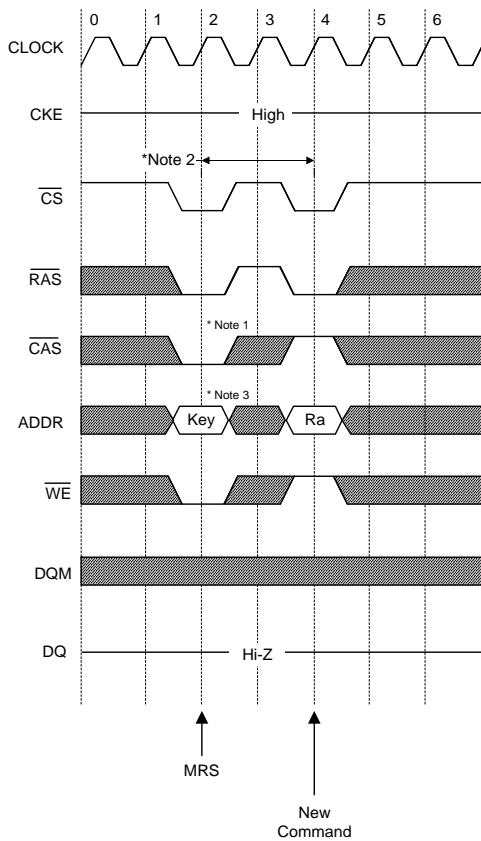 0 1 2 3 4 5 6
CLOCK
CKE
High
*Note 2
CS
RAS
* Note 1
CAS
* Note 3
ADDR
Key
Ra
WE
DQM
DQ
Hi-Z
MRS
New
Command